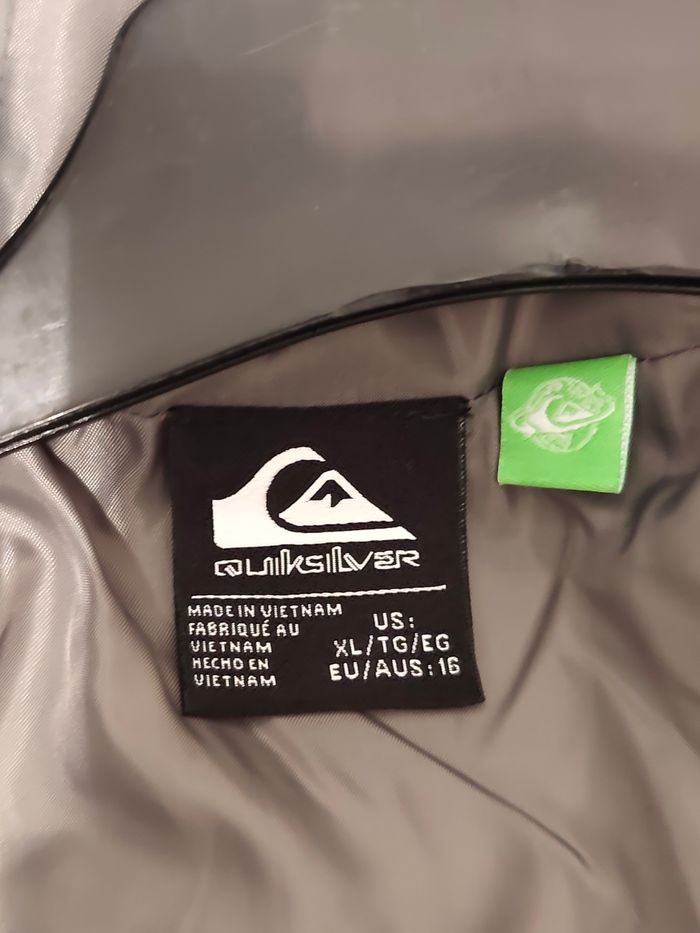 QUIKSILVER
MADE IN VIETNAM
FABRIQUÉ AU
VIETNAM
HECHO EN
VIETNAM
US:
XL/TG/EG
EU/AUS:16